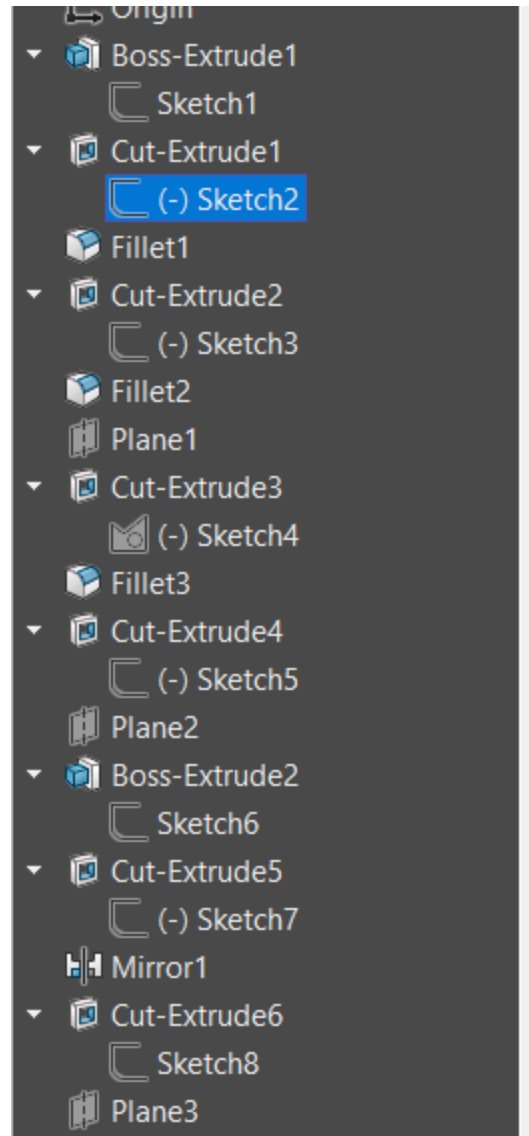 Origin
Boss-Extrude1
Sketch1
Cut-Extrude1
(-) Sketch2
Fillet1
Cut-Extrude2
(-) Sketch3
Fillet2
Plane1
Cut-Extrude3
(-) Sketch4
Fillet3
Cut-Extrude4
(-) Sketch5
Plane2
Boss-Extrude2
Sketch6
Cut-Extrude5
(-) Sketch7
Mirror1
Cut-Extrude6
Sketch8
Plane3